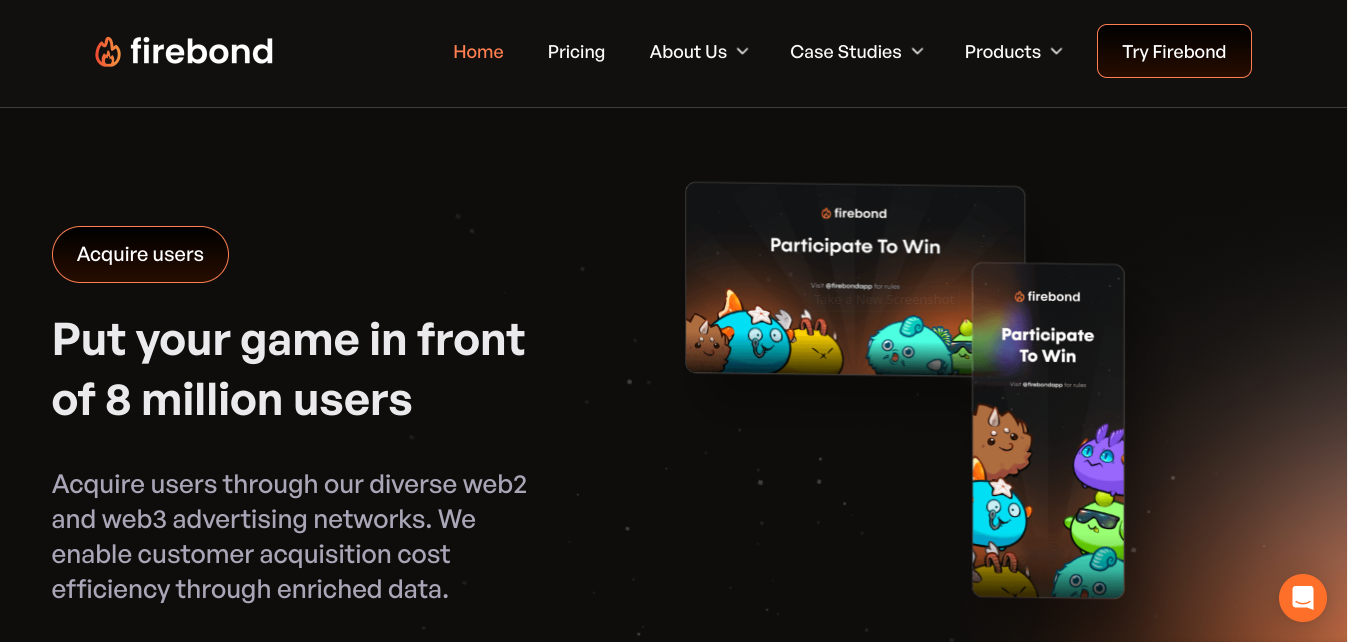 firebond
Home
Pricing
About Us
Case Studies
Products
Try Firebond
Acquire users
Put your game in front
of 8 million users
Acquire users through our diverse web2
and web3 advertising networks. We
enable customer acquisition cost
efficiency through enriched data.
firebond
Participate To Win
Visit @firebondapp for rules
Take a New Screenshot
firebond
Participate
To Win
Visit @firebondapp for rules